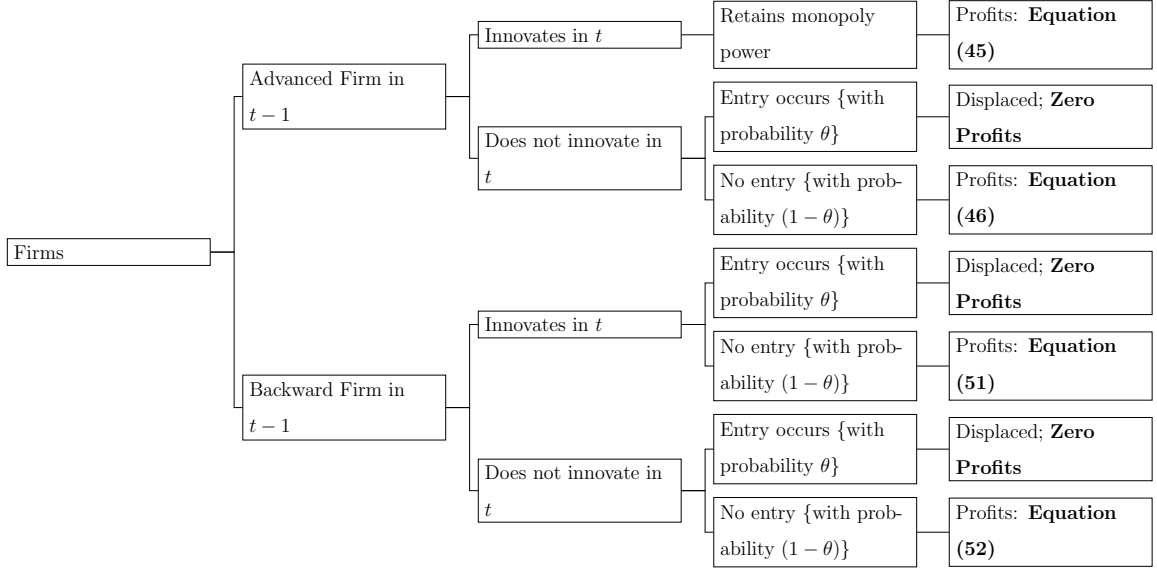 Firms
Advanced Firm in
t − 1
Innovates in t
Retains monopoly
power
Profits: Equation
(45)
Does not innovate in
t
Entry occurs {with
probability θ}
Displaced; Zero
Profits
No entry {with prob-
ability (1 − θ)}
Profits: Equation
(46)
Backward Firm in
t − 1
Innovates in t
Entry occurs {with
probability θ}
Displaced; Zero
Profits
No entry {with prob-
ability (1 − θ)}
Profits: Equation
(51)
Does not innovate in
t
Entry occurs {with
probability θ}
Displaced; Zero
Profits
No entry {with prob-
ability (1 − θ)}
Profits: Equation
(52)